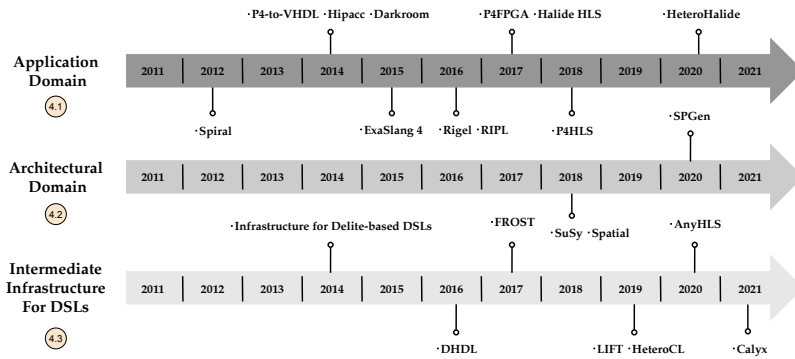 ·P4-to-VHDL ·Hipacc ·Darkroom
·P4FPGA ·Halide HLS
·HeteroHalide
Application
Domain
4.1
2011 2012 2013 2014 2015 2016 2017 2018 2019 2020 2021
·Spiral
·ExaSlang 4
·Rigel ·RIPL
·P4HLS
·SPGen
Architectural
Domain
4.2
2011 2012 2013 2014 2015 2016 2017 2018 2019 2020 2021
·SuSy ·Spatial
·Infrastructure for Delite-based DSLs
·FROST
·AnyHLS
Intermediate
Infrastructure
For DSLs
4.3
2011 2012 2013 2014 2015 2016 2017 2018 2019 2020 2021
·DHDL
·LIFT ·HeteroCL
·Calyx